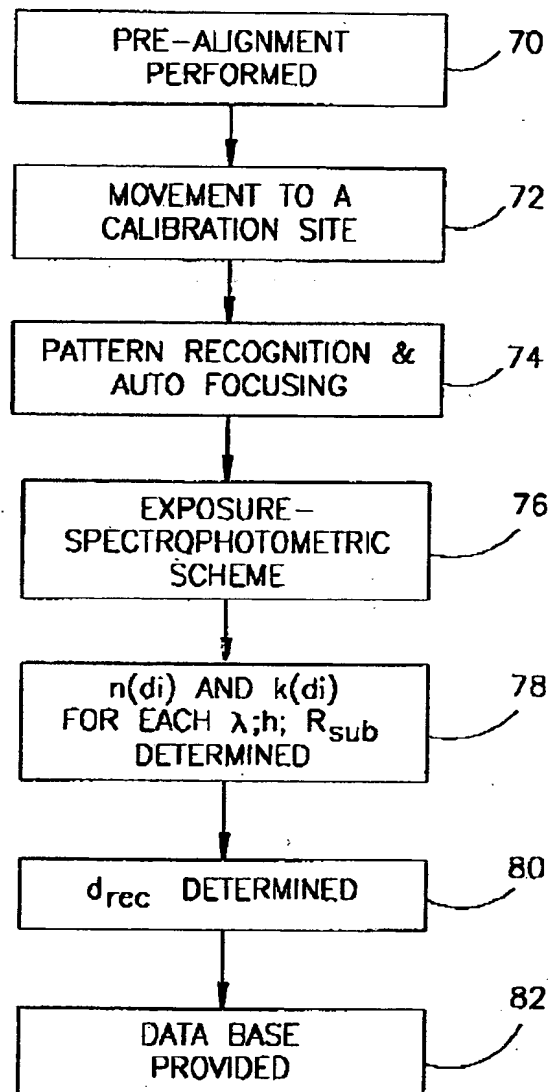 PRE-ALIGNMENT
PERFORMED
70
MOVEMENT TO A
CALIBRATION SITE
72
PATTERN RECOGNITION &
AUTO FOCUSING
74
EXPOSURE-
SPECTROPHOTOMETRIC
SCHEME
76
n(di) AND k(di)
FOR EACH λ;h; Rsub
DETERMINED
78
drec DETERMINED
80
DATA BASE
PROVIDED
82